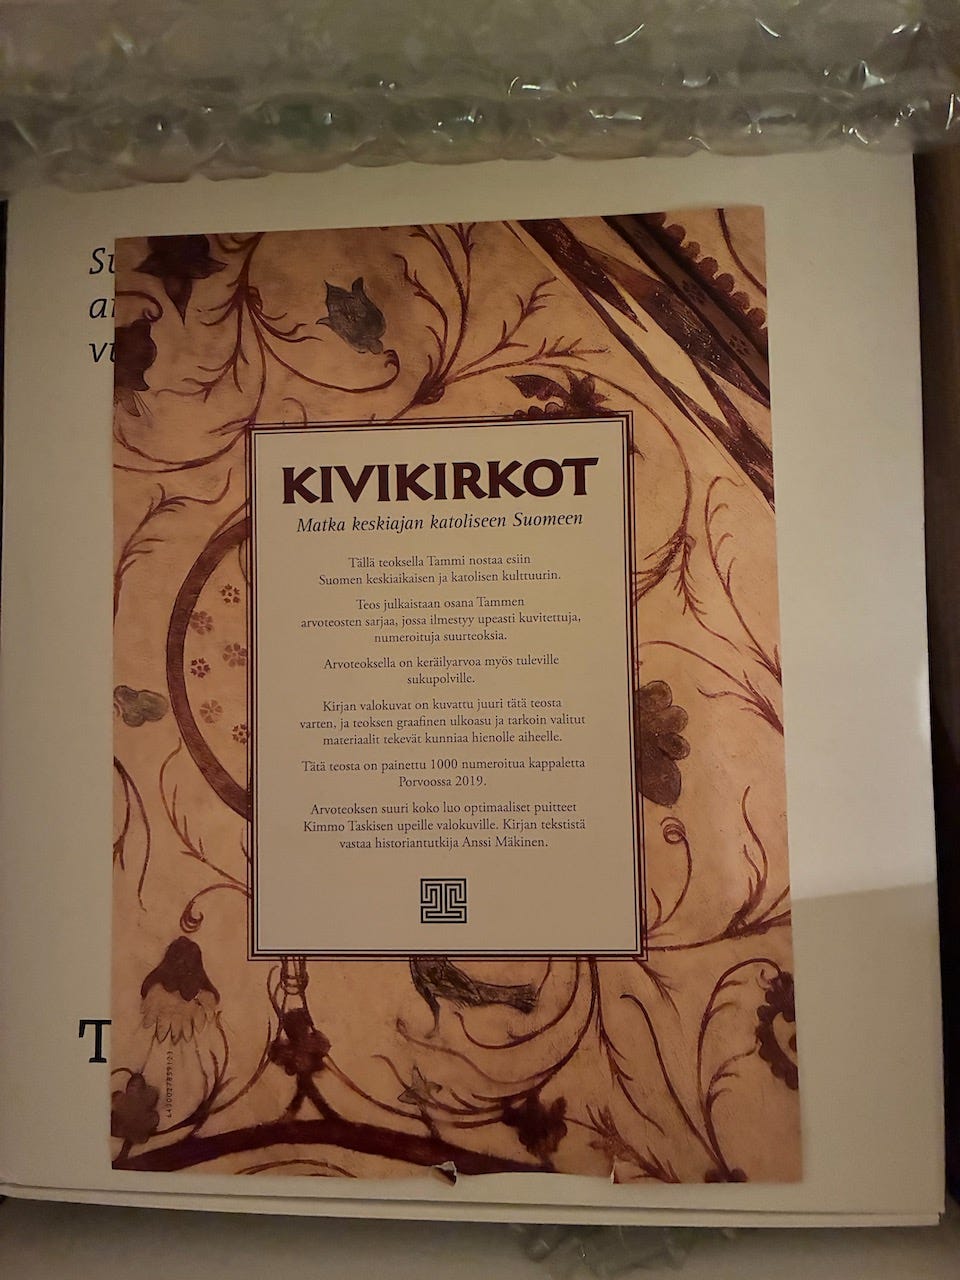 KIVIKIRKOT
Matka keskiajan katoliseen Suomeen
Tällä teoksella Tammi nostaa esiin
Suomen keskiaikaisen ja katolisen kulttuurin.
Teos julkaistaan osana Tammen
arvoteosten sarjaa, jossa ilmestyy upeasti kuvitettuja,
numeroituja suurteoksia.
Arvoteoksella on keräilyarvoa myös tuleville
sukupolville.
Kirjan valokuvat on kuvattu juuri tätä teosta
varten, ja teoksen graafinen ulkoasu ja tarkoin valitut
materiaalit tekevät kunniaa hienolle aiheelle.
Tätä teosta on painettu 1000 numeroitua kappaletta
Porvoossa 2019.
Arvoteoksen suuri koko luo optimaaliset puitteet
Kimmo Taskisen upeille valokuville. Kirjan tekstistä
vastaa historiantutkija Anssi Mäkinen.
T